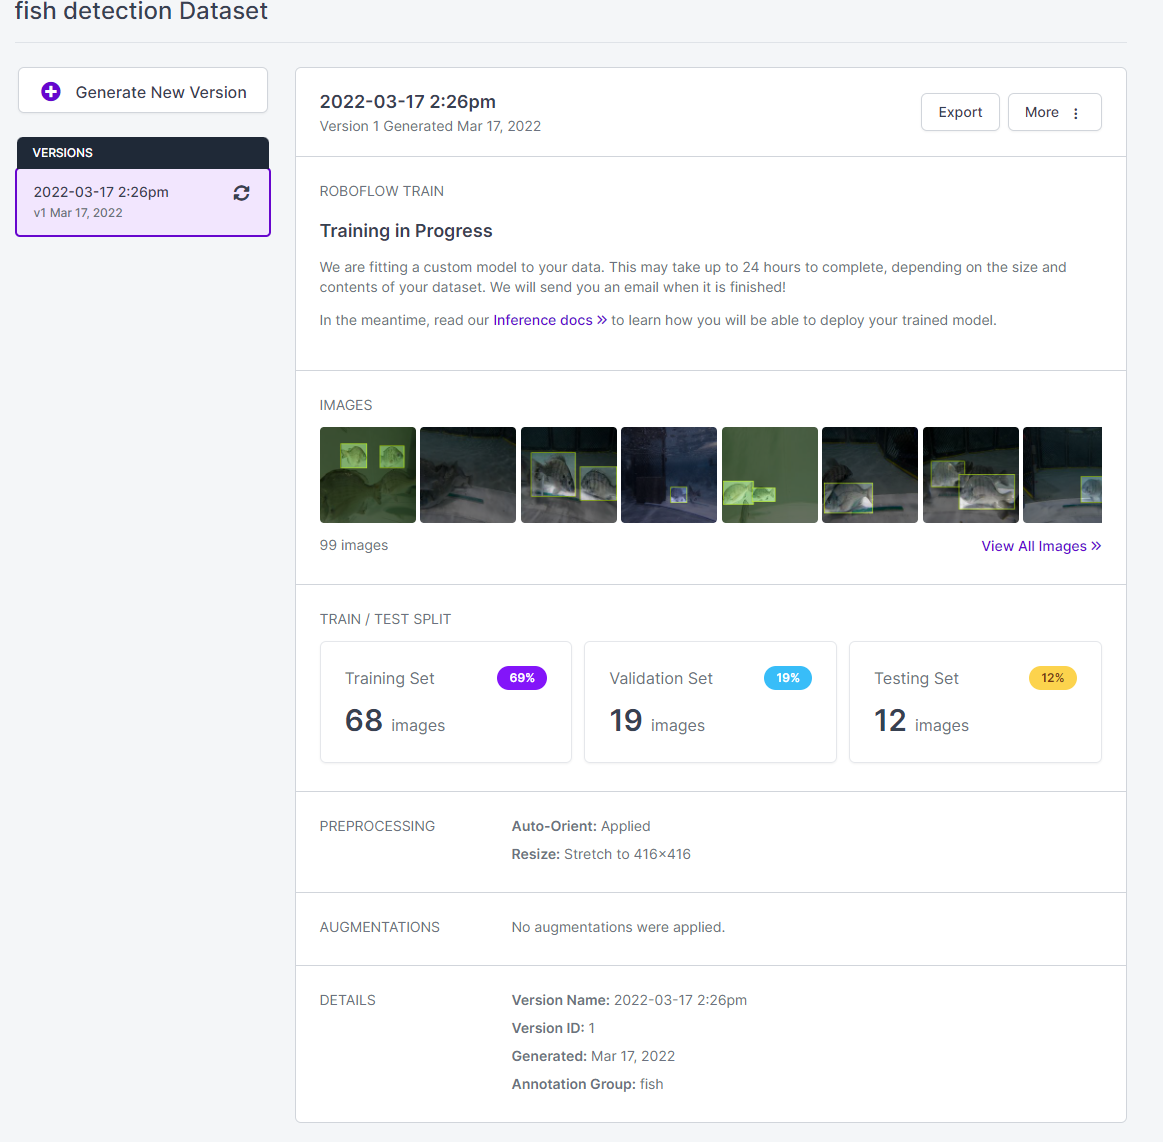 fish detection Dataset
Generate New Version
VERSIONS
2022-03-17 2:26pm
v1 Mar 17, 2022
2022-03-17 2:26pm
Version 1 Generated Mar 17, 2022
Export
More
ROBOFLOW TRAIN
Training in Progress
We are fitting a custom model to your data. This may take up to 24 hours to complete, depending on the size and
contents of your dataset. We will send you an email when it is finished!
In the meantime, read our Inference docs » to learn how you will be able to deploy your trained model.
IMAGES
99 images
View All Images »
TRAIN / TEST SPLIT
Training Set
69%
68 images
Validation Set
19%
19 images
Testing Set
12%
12 images
PREPROCESSING
Auto-Orient: Applied
Resize: Stretch to 416×416
AUGMENTATIONS
No augmentations were applied.
DETAILS
Version Name: 2022-03-17 2:26pm
Version ID: 1
Generated: Mar 17, 2022
Annotation Group: fish